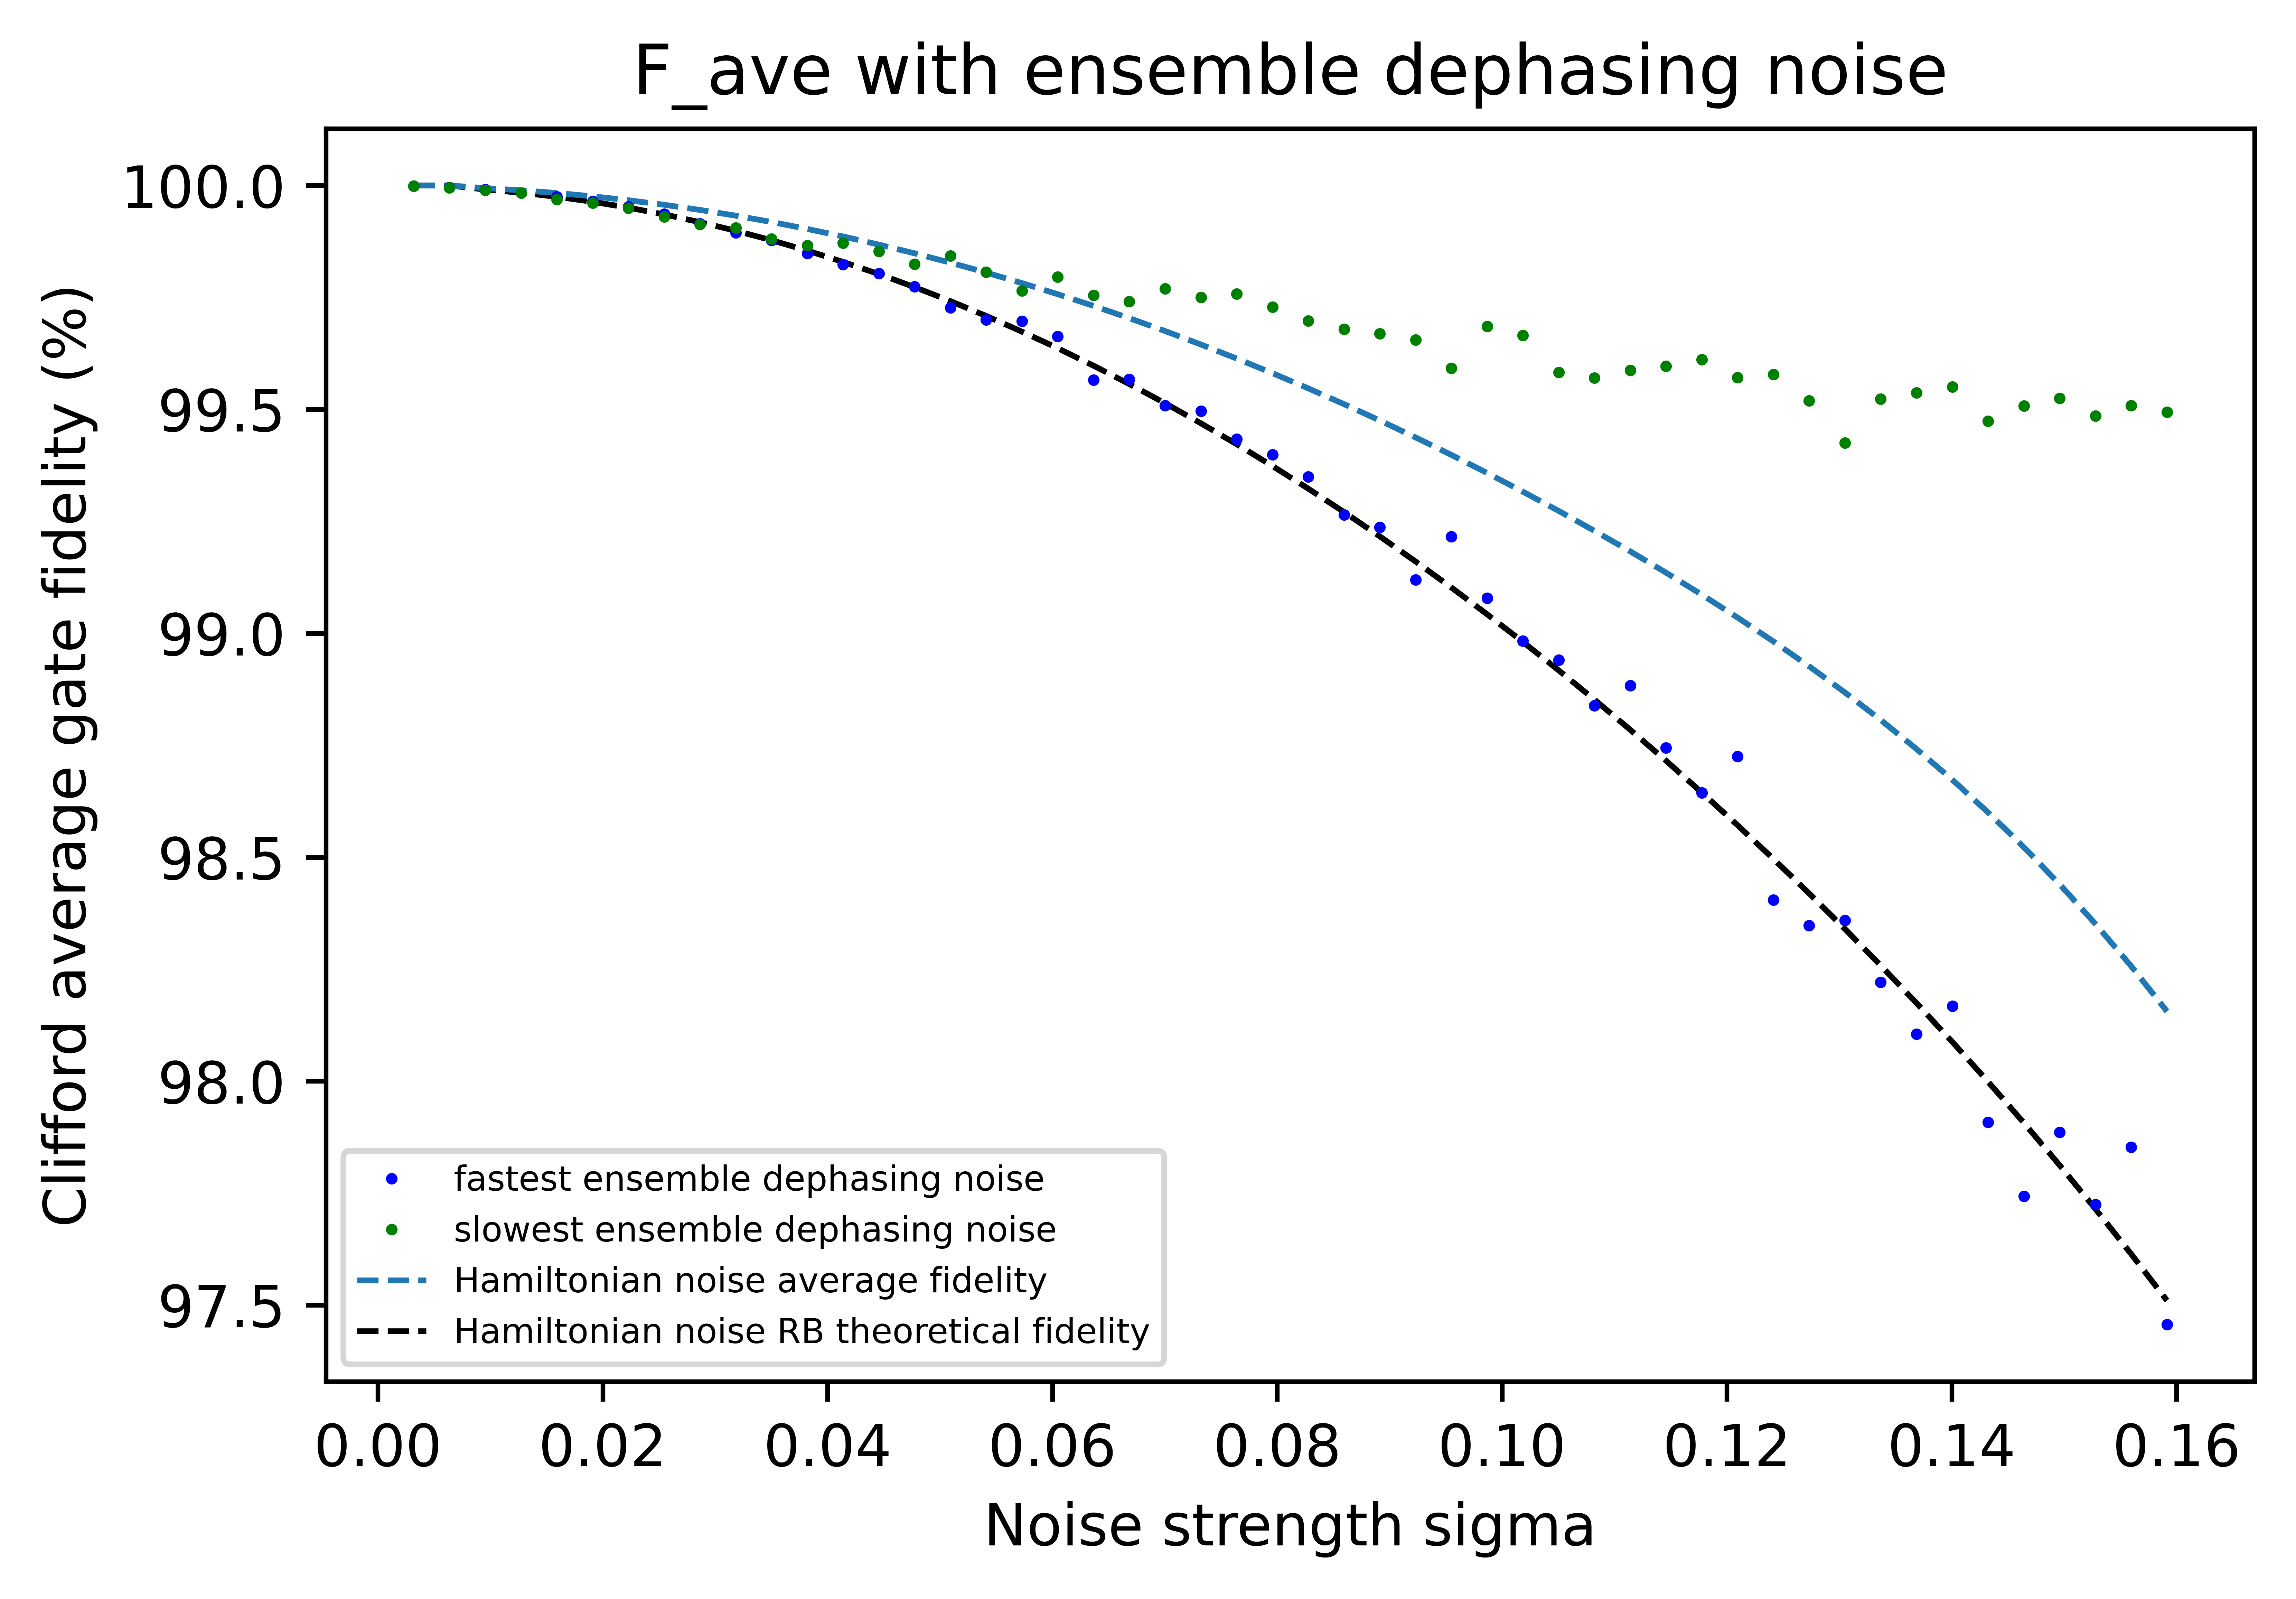 F_ave with ensemble dephasing noise
Clifford average gate fidelity (%)
100.0
99.5
99.0
98.5
98.0
97.5
fastest ensemble dephasing noise
slowest ensemble dephasing noise
Hamiltonian noise average fidelity
Hamiltonian noise RB theoretical fidelity
0.00 0.02 0.04 0.06 0.08 0.10 0.12 0.14 0.16
Noise strength sigma